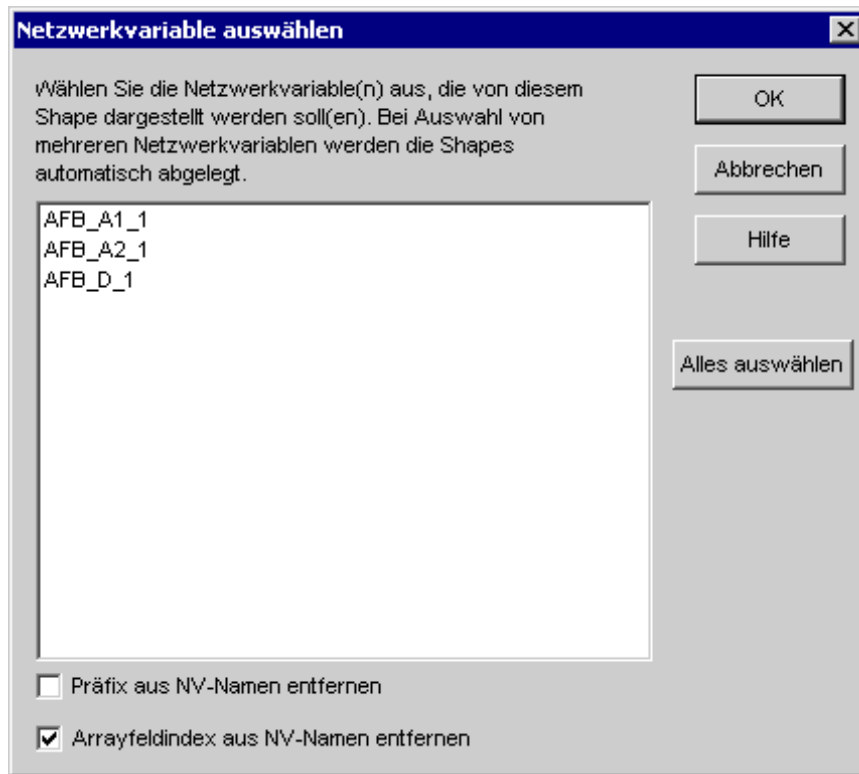 Netzwerkvariable auswählen
Wählen Sie die Netzwerkvariable(n) aus, die von diesem
Shape dargestellt werden soll(en). Bei Auswahl von
mehreren Netzwerkvariablen werden die Shapes
automatisch abgelegt.
OK
Abbrechen
Hilfe
Alles auswählen
AFB_A1_1
AFB_A2_1
AFB_D_1
Präfix aus NV-Namen entfernen
Arrayfeldindex aus NV-Namen entfernen